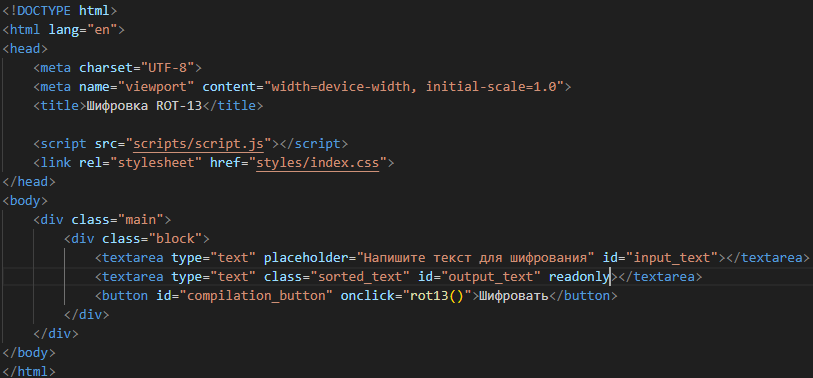 <!DOCTYPE html>
<html lang="en">
<head>
    <meta charset="UTF-8">
    <meta name="viewport" content="width=device-width, initial-scale=1.0">
    <title>Шифровка ROT-13</title>

    <script src="scripts/script.js"></script>
    <link rel="stylesheet" href="styles/index.css">
</head>
<body>
    <div class="main">
        <div class="block">
            <textarea type="text" placeholder="Напишите текст для шифрования" id="input_text"></textarea>
            <textarea type="text" class="sorted_text" id="output_text" readonly></textarea>
            <button id="compilation_button" onclick="rot13()">Шифровать</button>
        </div>
    </div>
</body>
</html>